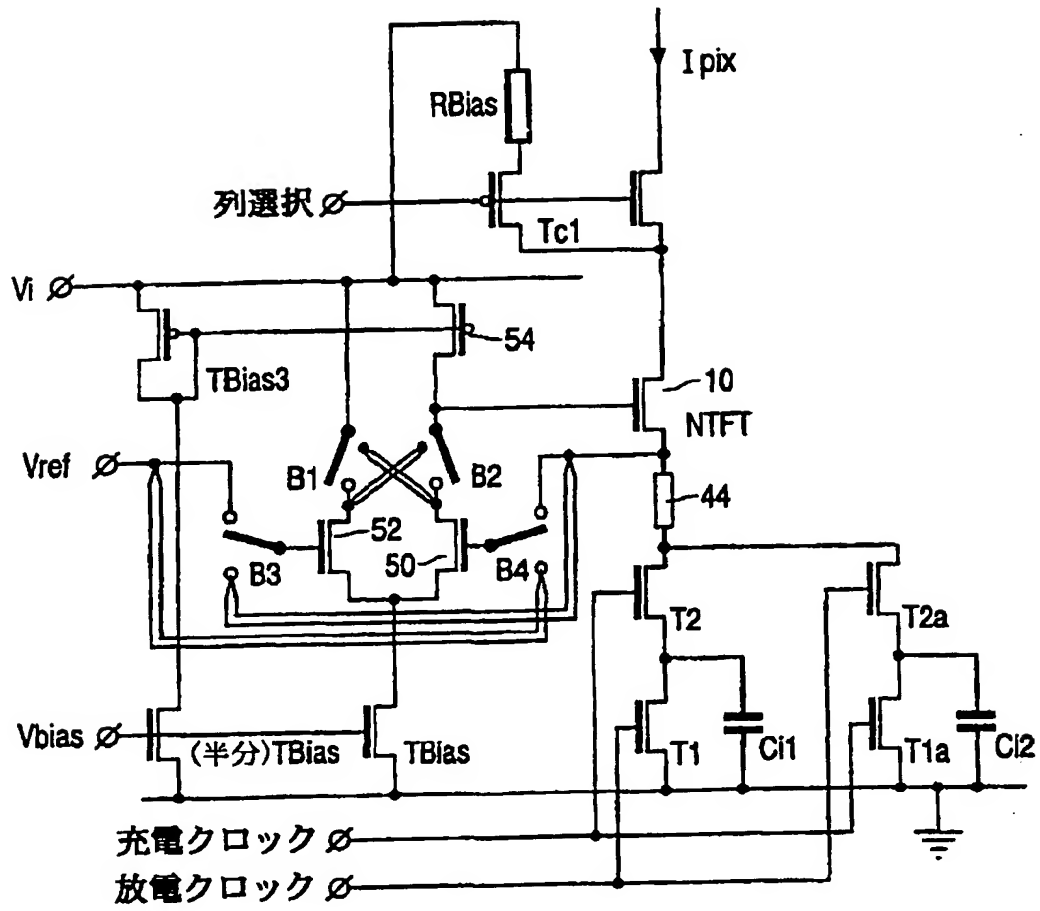 I pix
RBias
列選択
Tc1
Vi
54
TBias3
10
NTFT
Vref
B1
B2
44
52
50
B3
B4
T2
T2a
Vbias
(半分)TBias
TBias
T1
Ci1
T1a
Ci2
充電クロック
放電クロック